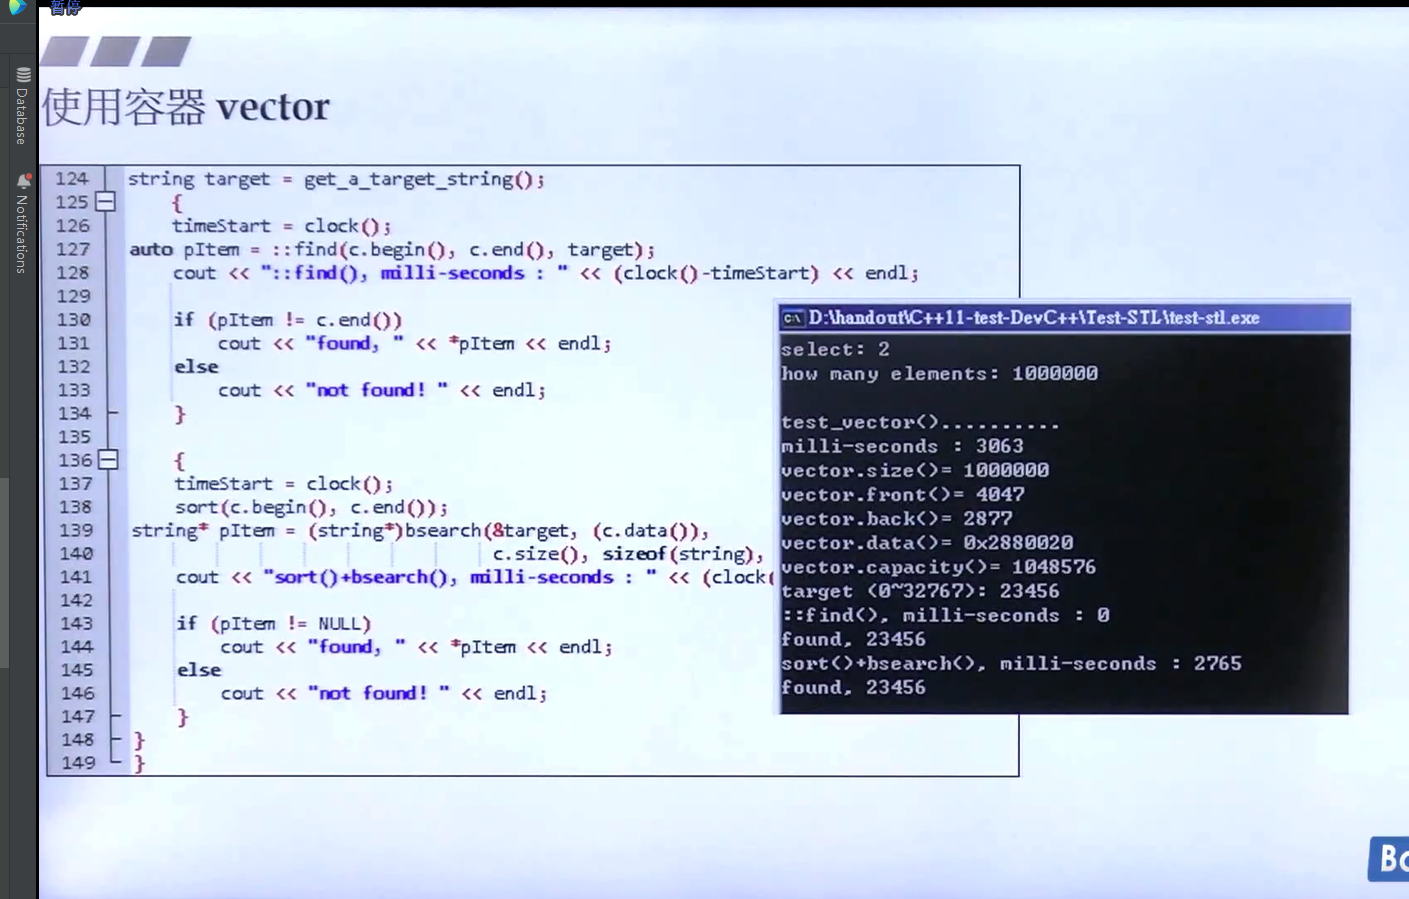 暂停
Database
Notifications
使用容器 vector
124 string target = get_a_target_string();
125 {
126 timeStart = clock();
127 auto pItem = ::find(c.begin(), c.end(), target);
128 cout << "::find(), milli-seconds : " << (clock()-timeStart) << endl;
129
130 if (pItem != c.end())
131 cout << "found, " << *pItem << endl;
132 else
133 cout << "not found! " << endl;
134 }
135
136 {
137 timeStart = clock();
138 sort(c.begin(), c.end());
139 string* pItem = (string*)bsearch(&target, (c.data()),
140 c.size(), sizeof(string),
141 cout << "sort()+bsearch(), milli-seconds : " << (clock(
142
143 if (pItem != NULL)
144 cout << "found, " << *pItem << endl;
145 else
146 cout << "not found! " << endl;
147 }
148 }
149 }
D:\handout\C++11-test-DevC++\Test-STL\test-stl.exe
select: 2
how many elements: 1000000
test_vector()..........
milli-seconds : 3063
vector.size()= 1000000
vector.front()= 4047
vector.back()= 2877
vector.data()= 0x2880020
vector.capacity()= 1048576
target (0~32767): 23456
::find(), milli-seconds : 0
found, 23456
sort()+bsearch(), milli-seconds : 2765
found, 23456